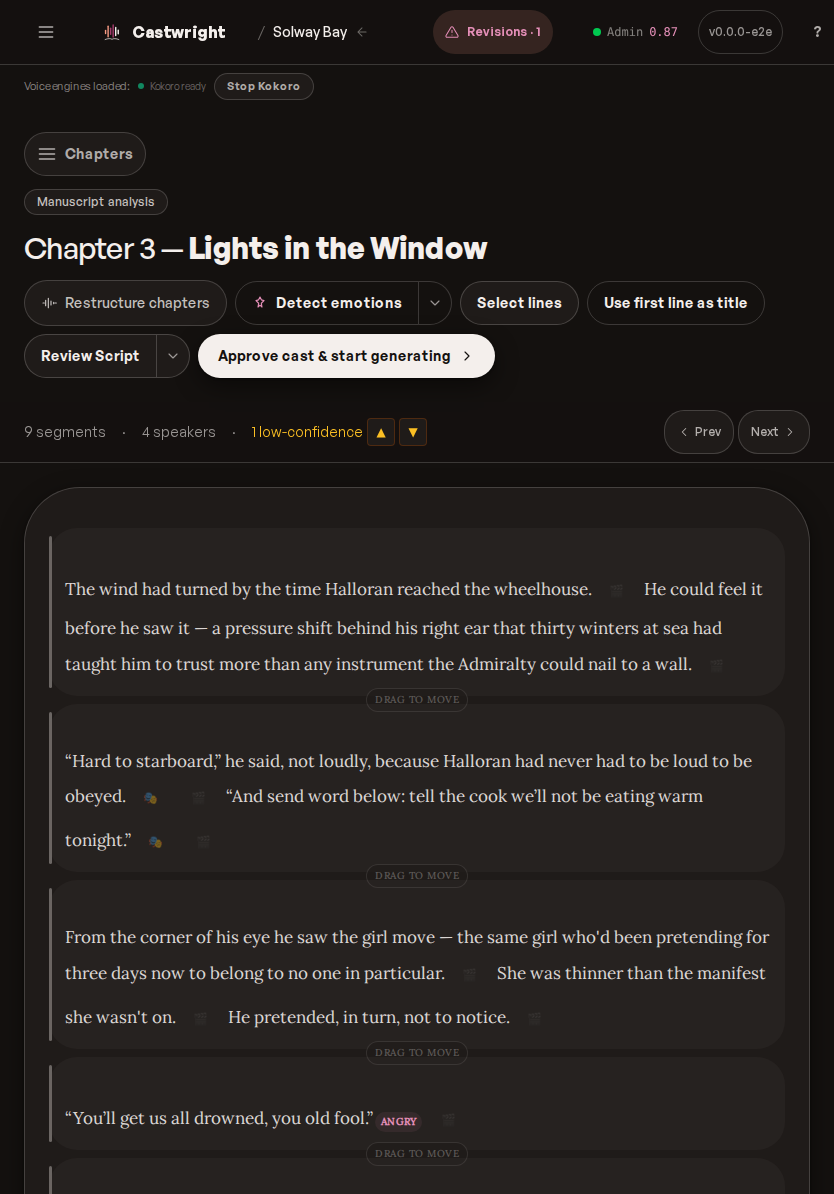 Castwright / Solway Bay ← Revisions · 1 Admin 0.87 v0.0.0-e2e ?
Voice engines loaded: Kokoro ready Stop Kokoro
Chapters
Manuscript analysis
Chapter 3 — Lights in the Window
Restructure chapters Detect emotions Select lines Use first line as title
Review Script Approve cast & start generating
9 segments · 4 speakers · 1 low-confidence ▲ ▼ Prev Next
The wind had turned by the time Halloran reached the wheelhouse. He could feel it
before he saw it — a pressure shift behind his right ear that thirty winters at sea had
taught him to trust more than any instrument the Admiralty could nail to a wall.
DRAG TO MOVE
“Hard to starboard,” he said, not loudly, because Halloran had never had to be loud to be
obeyed. “And send word below: tell the cook we’ll not be eating warm
tonight.”
DRAG TO MOVE
From the corner of his eye he saw the girl move — the same girl who'd been pretending for
three days now to belong to no one in particular. She was thinner than the manifest
she wasn't on. He pretended, in turn, not to notice.
DRAG TO MOVE
“You’ll get us all drowned, you old fool.” ANGRY
DRAG TO MOVE